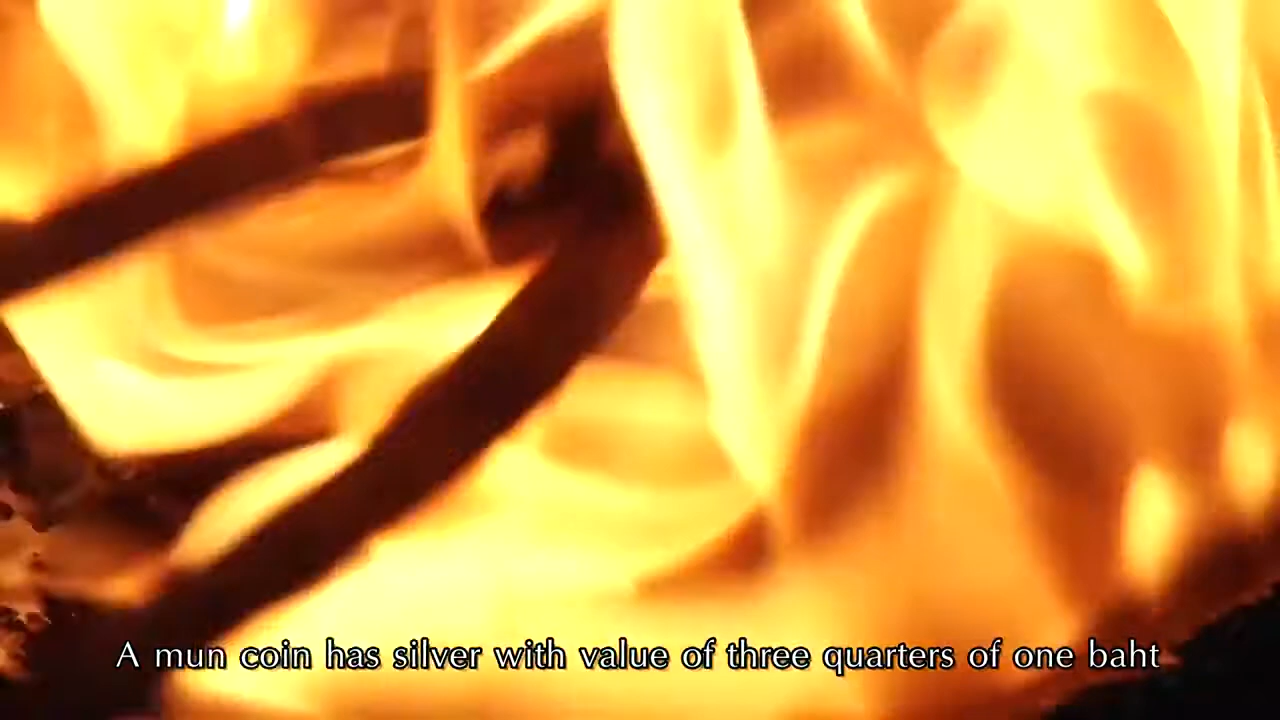 A mun coin has silver with value of three quarters of one baht